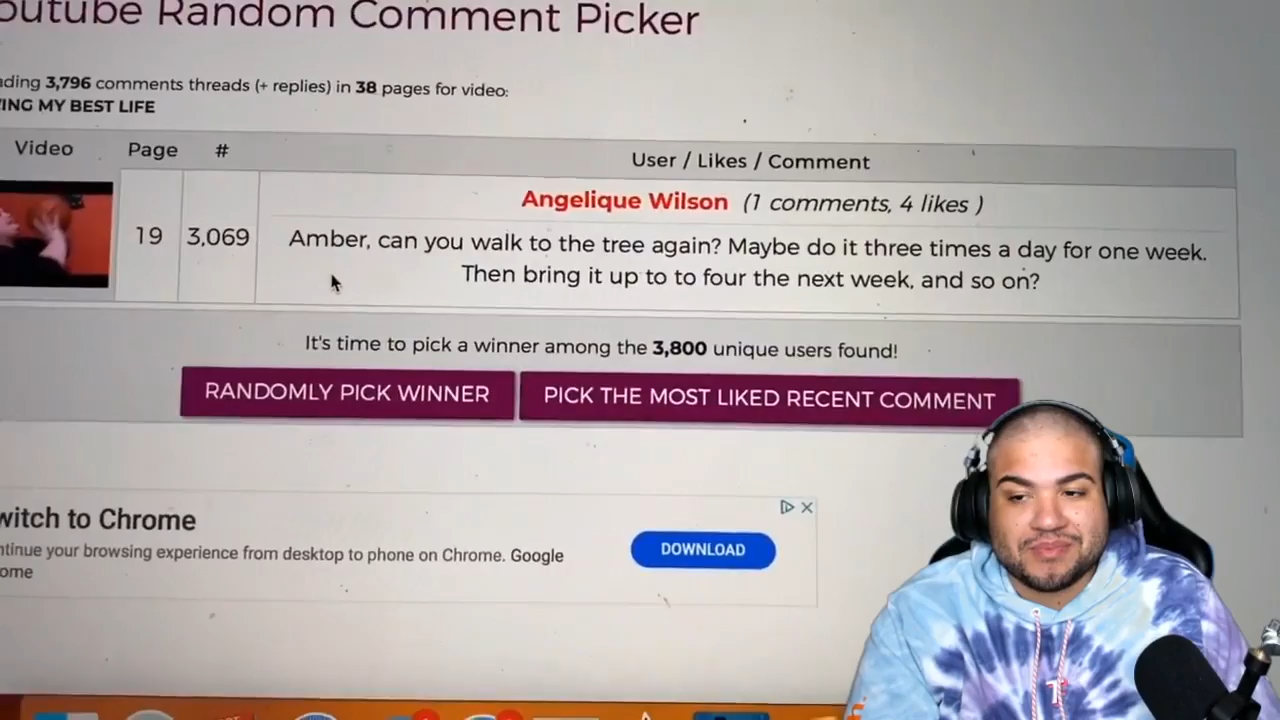 outube Random Comment Picker
ding 3,796 comments threads (+ replies) in 38 pages for video:
ING MY BEST LIFE
Video Page # User / Likes / Comment
Angelique Wilson (1 comments, 4 likes )
19 3,069 Amber, can you walk to the tree again? Maybe do it three times a day for one week.
Then bring it up to to four the next week, and so on?
It's time to pick a winner among the 3,800 unique users found!
RANDOMLY PICK WINNER PICK THE MOST LIKED RECENT COMMENT
witch to Chrome
ntinue your browsing experience from desktop to phone on Chrome. Google
ome
DOWNLOAD